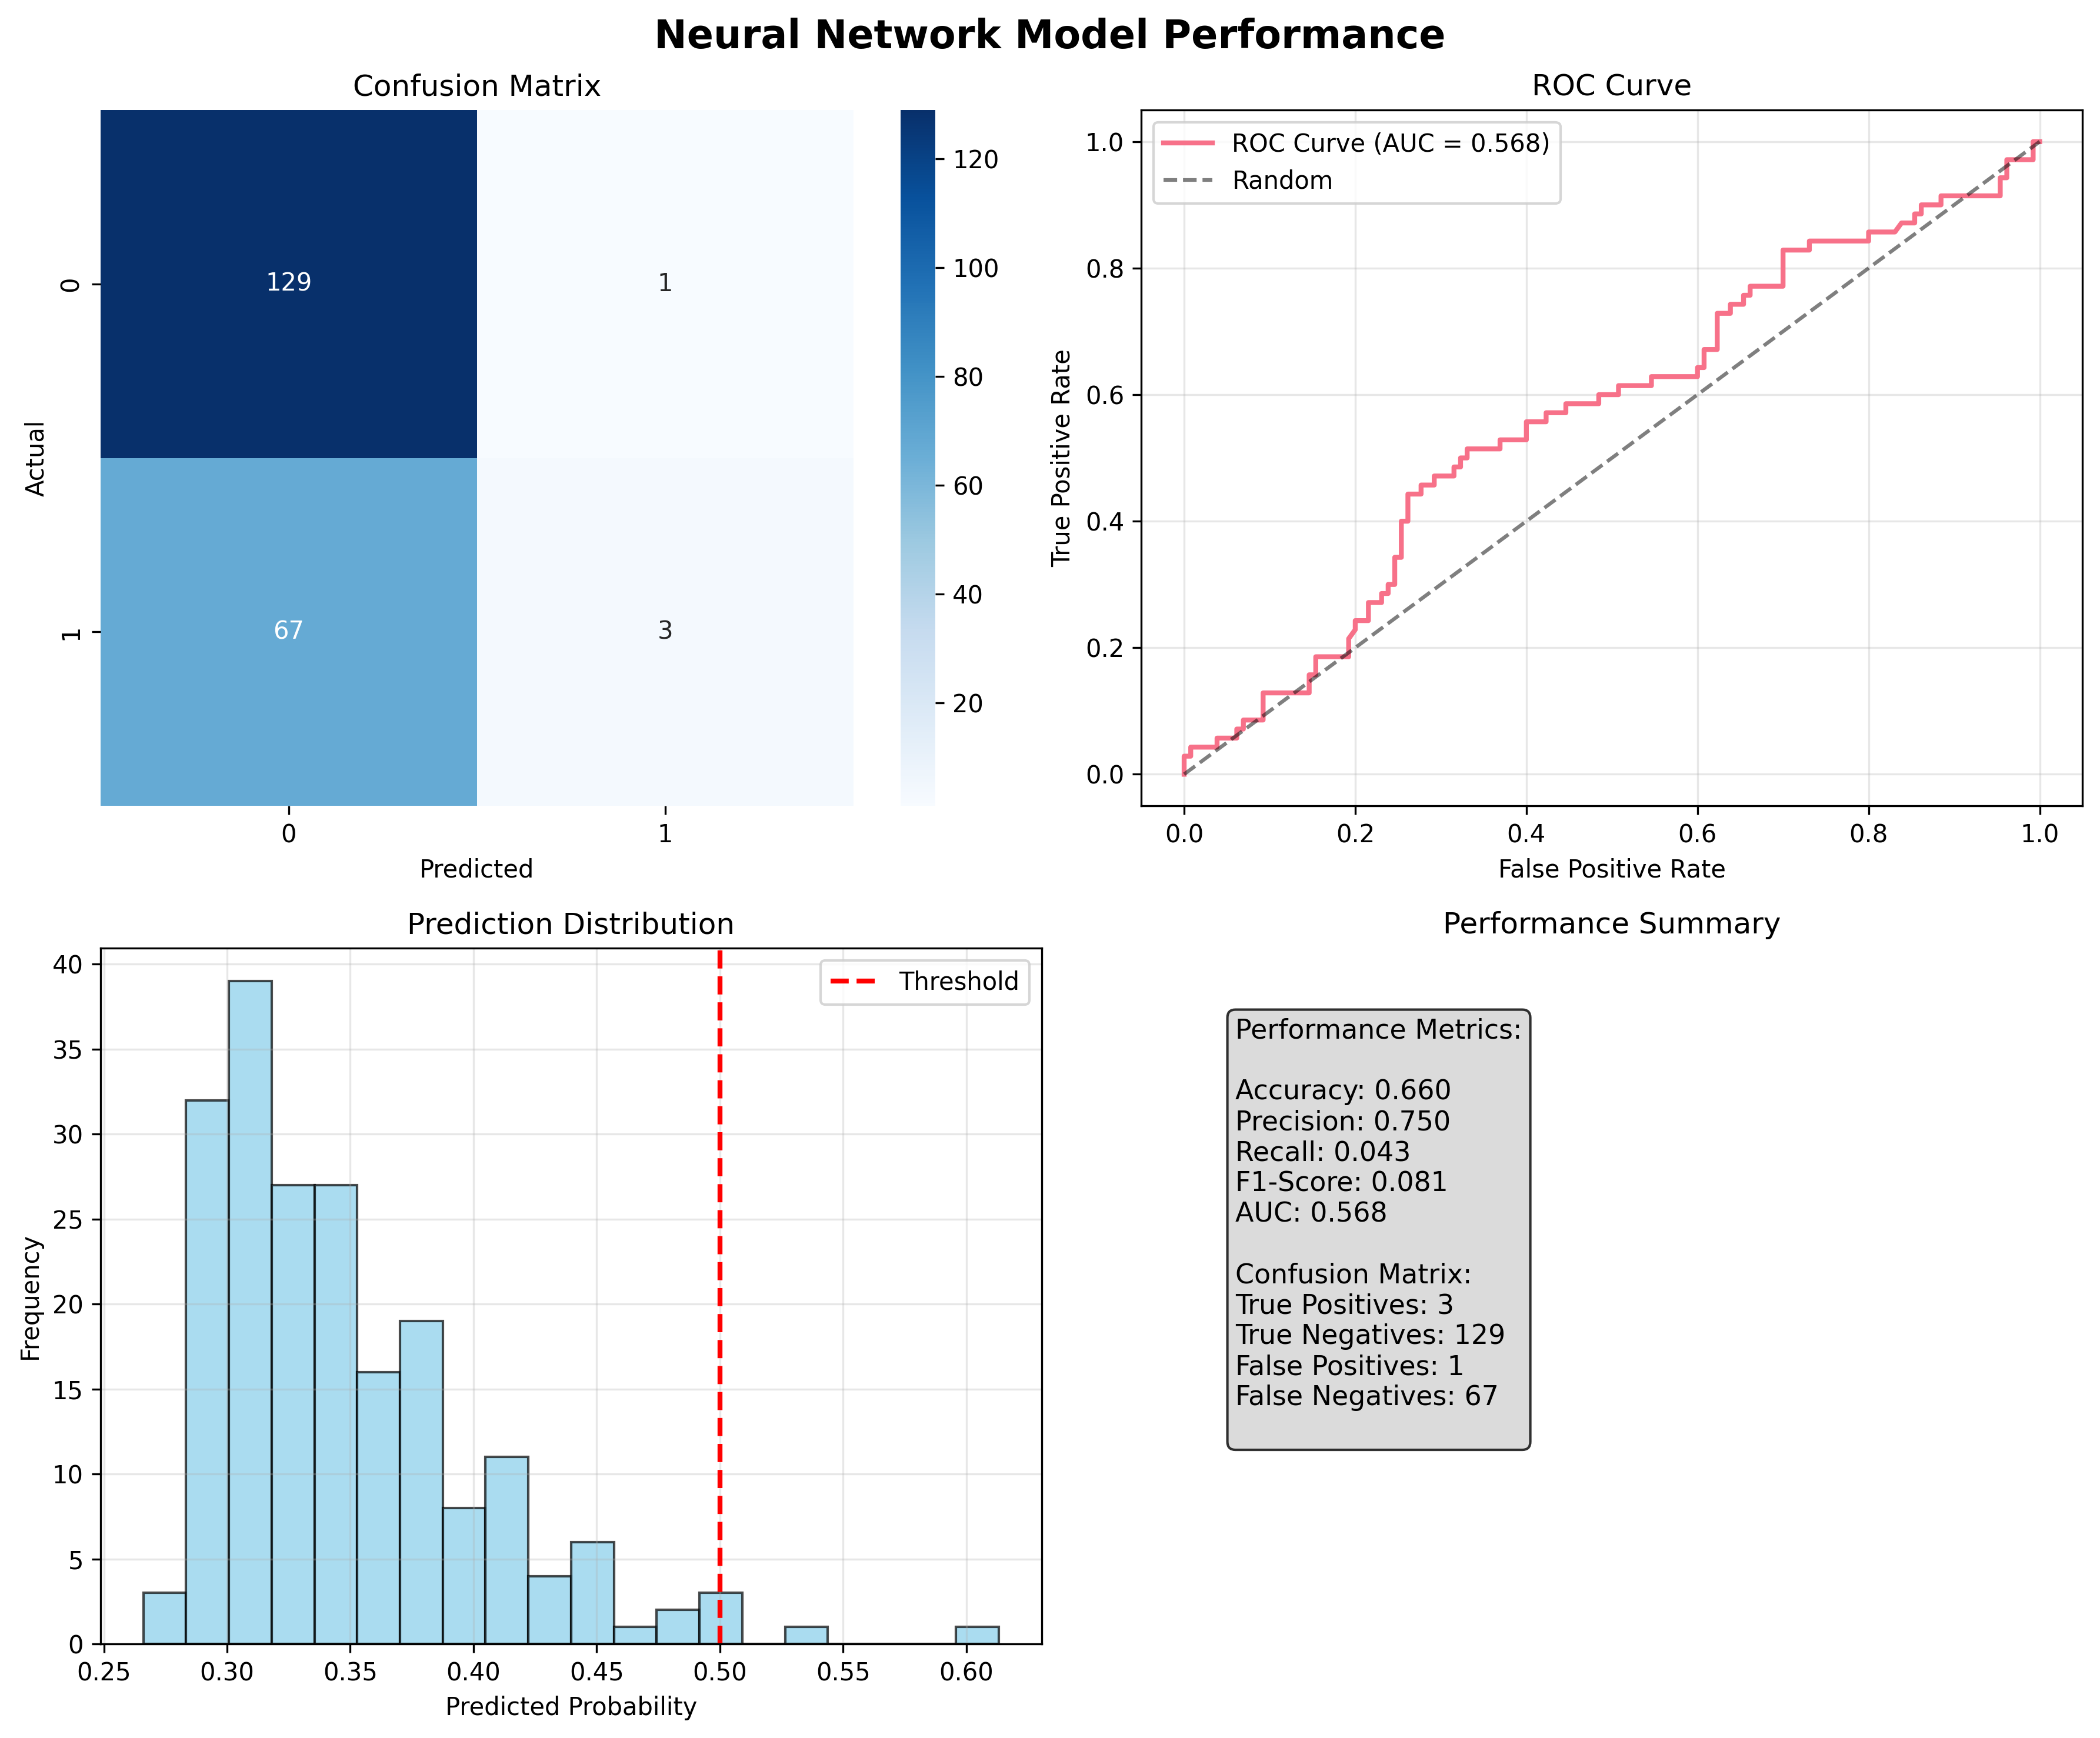 Neural Network Model Performance
Confusion Matrix
129
1
67
3
0
1
Actual
0
1
Predicted
120
100
80
60
40
20
ROC Curve
ROC Curve (AUC = 0.568)
Random
1.0
0.8
0.6
0.4
0.2
0.0
True Positive Rate
0.0
0.2
0.4
0.6
0.8
1.0
False Positive Rate
Prediction Distribution
Threshold
40
35
30
25
20
15
10
5
0
Frequency
0.25
0.30
0.35
0.40
0.45
0.50
0.55
0.60
Predicted Probability
Performance Summary
Performance Metrics:
Accuracy: 0.660
Precision: 0.750
Recall: 0.043
F1-Score: 0.081
AUC: 0.568
Confusion Matrix:
True Positives: 3
True Negatives: 129
False Positives: 1
False Negatives: 67